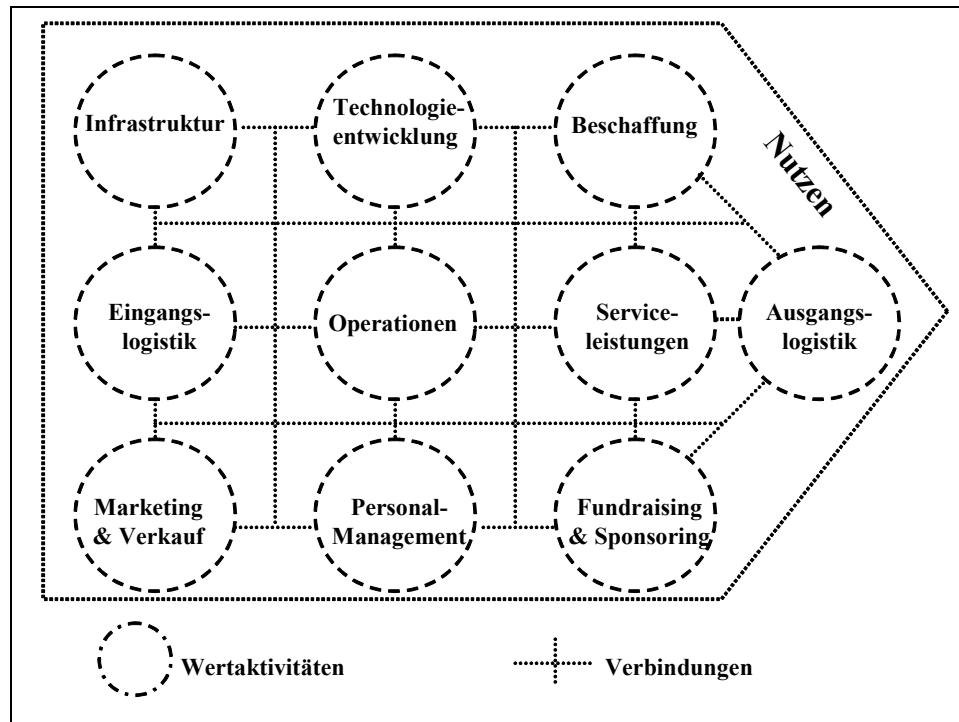 Infrastruktur
Technologie-
entwicklung
Beschaffung
Nutzen
Eingangs-
logistik
Operationen
Service-
leistungen
Ausgangs-
logistik
Marketing
& Verkauf
Personal-
Management
Fundraising
& Sponsoring
Wertaktivitäten
Verbindungen